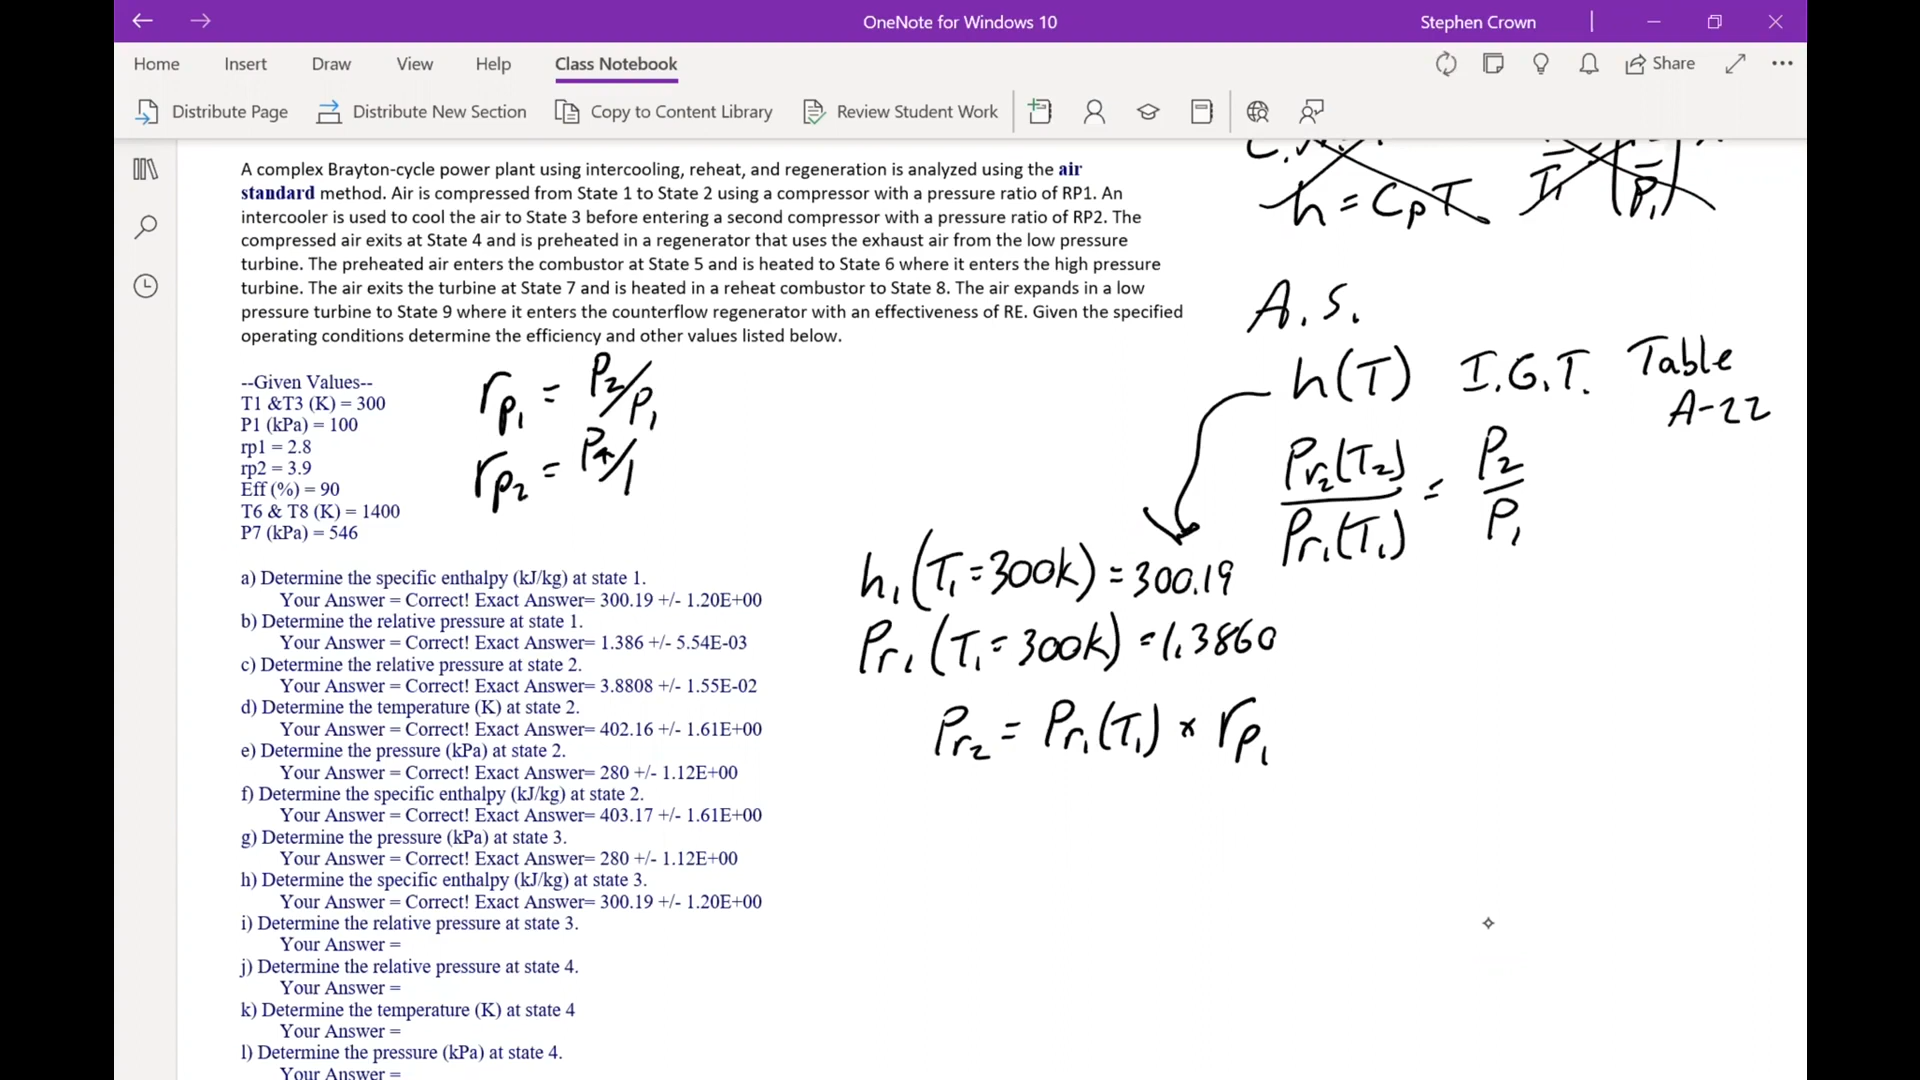 OneNote for Windows 10
Stephen Crown
Home Insert Draw View Help Class Notebook
Share
Distribute Page Distribute New Section Copy to Content Library Review Student Work
A complex Brayton-cycle power plant using intercooling, reheat, and regeneration is analyzed using the air
standard method. Air is compressed from State 1 to State 2 using a compressor with a pressure ratio of RP1. An
intercooler is used to cool the air to State 3 before entering a second compressor with a pressure ratio of RP2. The
compressed air exits at State 4 and is preheated in a regenerator that uses the exhaust air from the low pressure
turbine. The preheated air enters the combustor at State 5 and is heated to State 6 where it enters the high pressure
turbine. The air exits the turbine at State 7 and is heated in a reheat combustor to State 8. The air expands in a low
pressure turbine to State 9 where it enters the counterflow regenerator with an effectiveness of RE. Given the specified
operating conditions determine the efficiency and other values listed below.
--Given Values--
T1 &T3 (K) = 300
P1 (kPa) = 100
rp1 = 2.8
rp2 = 3.9
Eff (%) = 90
T6 & T8 (K) = 1400
P7 (kPa) = 546
a) Determine the specific enthalpy (kJ/kg) at state 1.
Your Answer = Correct! Exact Answer= 300.19 +/- 1.20E+00
b) Determine the relative pressure at state 1.
Your Answer = Correct! Exact Answer= 1.386 +/- 5.54E-03
c) Determine the relative pressure at state 2.
Your Answer = Correct! Exact Answer= 3.8808 +/- 1.55E-02
d) Determine the temperature (K) at state 2.
Your Answer = Correct! Exact Answer= 402.16 +/- 1.61E+00
e) Determine the pressure (kPa) at state 2.
Your Answer = Correct! Exact Answer= 280 +/- 1.12E+00
f) Determine the specific enthalpy (kJ/kg) at state 2.
Your Answer = Correct! Exact Answer= 403.17 +/- 1.61E+00
g) Determine the pressure (kPa) at state 3.
Your Answer = Correct! Exact Answer= 280 +/- 1.12E+00
h) Determine the specific enthalpy (kJ/kg) at state 3.
Your Answer = Correct! Exact Answer= 300.19 +/- 1.20E+00
i) Determine the relative pressure at state 3.
Your Answer =
j) Determine the relative pressure at state 4.
Your Answer =
k) Determine the temperature (K) at state 4
Your Answer =
l) Determine the pressure (kPa) at state 4.
Your Answer =
rp1 = P2/P1
rp2 = P4/
h = CpT
A.S.
h(T) I.G.T. Table
A-22
Pr2(T2)/Pr1(T1) = P2/P1
h1(T1=300k) = 300.19
Pr1(T1=300k) = 1.3860
Pr2 = Pr1(T1) * rp1